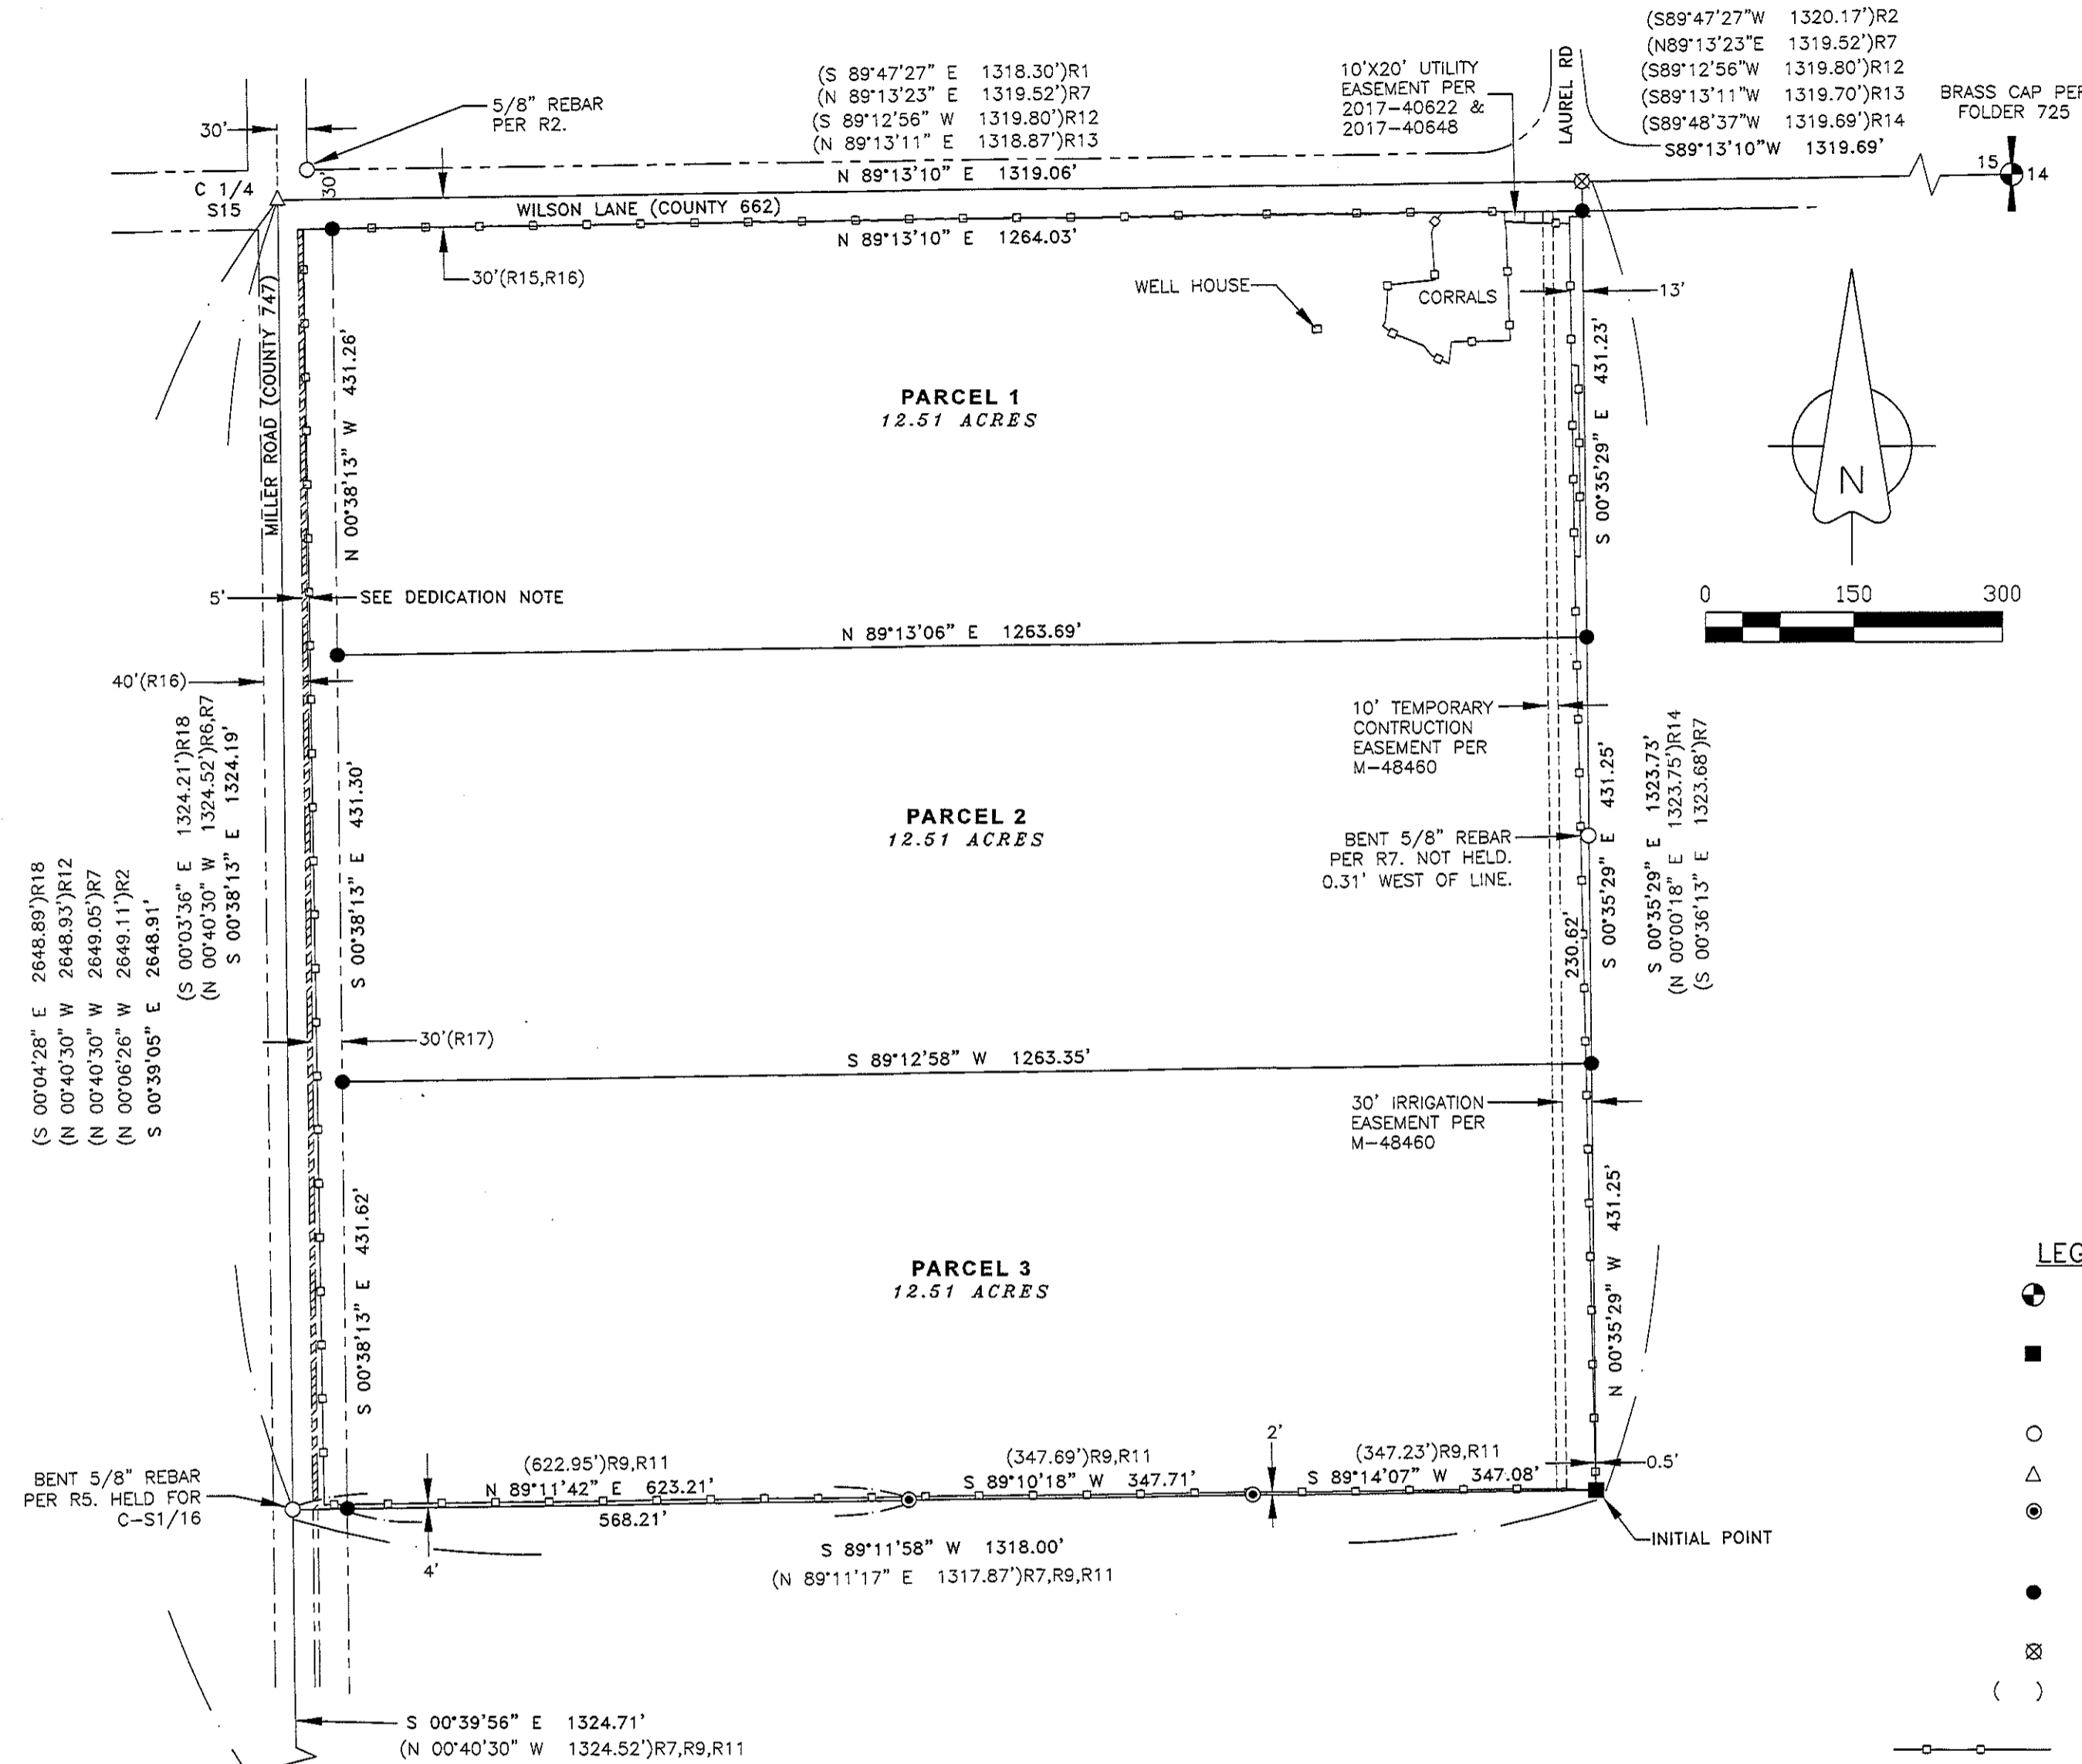 (S 89°47'27" E 1318.30')R1
(N 89°13'23" E 1319.52')R7
(S 89°12'56" W 1319.80')R12
(N 89°13'11" E 1318.87')R13
N 89°13'10" E 1319.06'
10'X20' UTILITY
EASEMENT PER
2017-40622 &
2017-40648
LAUREL RD
(S89°47'27"W 1320.17')R2
(N89°13'23"E 1319.52')R7
(S89°12'56"W 1319.80')R12
(S89°13'11"W 1319.70')R13
(S89°48'37"W 1319.69')R14
S89°13'10"W 1319.69'
BRASS CAP PER
FOLDER 725
15
14
5/8" REBAR
PER R2.
30'
30'
C 1/4
S15
WILSON LANE (COUNTY 662)
N 89°13'10" E 1264.03'
30'(R15,R16)
MILLER ROAD (COUNTY 747)
N 00°38'13" W 431.26'
WELL HOUSE
CORRALS
13'
S 00°35'29" E 431.23'
PARCEL 1
12.51 ACRES
N
0 150 300
5'
SEE DEDICATION NOTE
N 89°13'06" E 1263.69'
40'(R16)
10' TEMPORARY
CONTRUCTION
EASEMENT PER
M-48460
(S 00°04'28" E 2648.89')R18
(N 00°40'30" W 2648.93')R12
(N 00°40'30" W 2649.05')R7
(N 00°06'26" W 2649.11')R2
S 00°39'05" E 2648.91'
(S 00°03'36" E 1324.21')R18
(N 00°40'30" W 1324.52')R6,R7
S 00°38'13" E 1324.19'
S 00°38'13" E 431.30'
PARCEL 2
12.51 ACRES
BENT 5/8" REBAR
PER R7. NOT HELD.
0.31' WEST OF LINE.
230.62'
S 00°35'29" E 431.25'
S 00°35'29" E 1323.73'
(N 00°00'18" E 1323.75')R14
(S 00°36'13" E 1323.68')R7
30'(R17)
S 89°12'58" W 1263.35'
30' IRRIGATION
EASEMENT PER
M-48460
S 00°38'13" E 431.62'
N 00°35'29" W 431.25'
PARCEL 3
12.51 ACRES
LEG
BENT 5/8" REBAR
PER R5. HELD FOR
C-S1/16
(622.95')R9,R11
N 89°11'42" E 623.21'
568.21'
4'
(347.69')R9,R11
S 89°10'18" W 347.71'
2'
(347.23')R9,R11
S 89°14'07" W 347.08'
0.5'
INITIAL POINT
S 89°11'58" W 1318.00'
(N 89°11'17" E 1317.87')R7,R9,R11
( )
S 00°39'56" E 1324.71'
(N 00°40'30" W 1324.52')R7,R9,R11